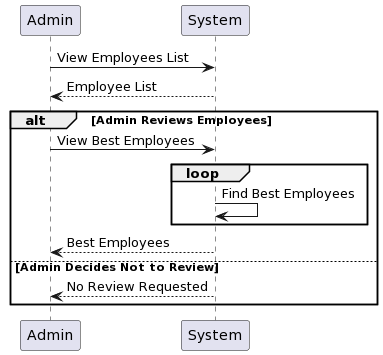 Admin System
View Employees List
Employee List
alt [Admin Reviews Employees]
View Best Employees
loop
Find Best Employees
Best Employees
[Admin Decides Not to Review]
No Review Requested
Admin System